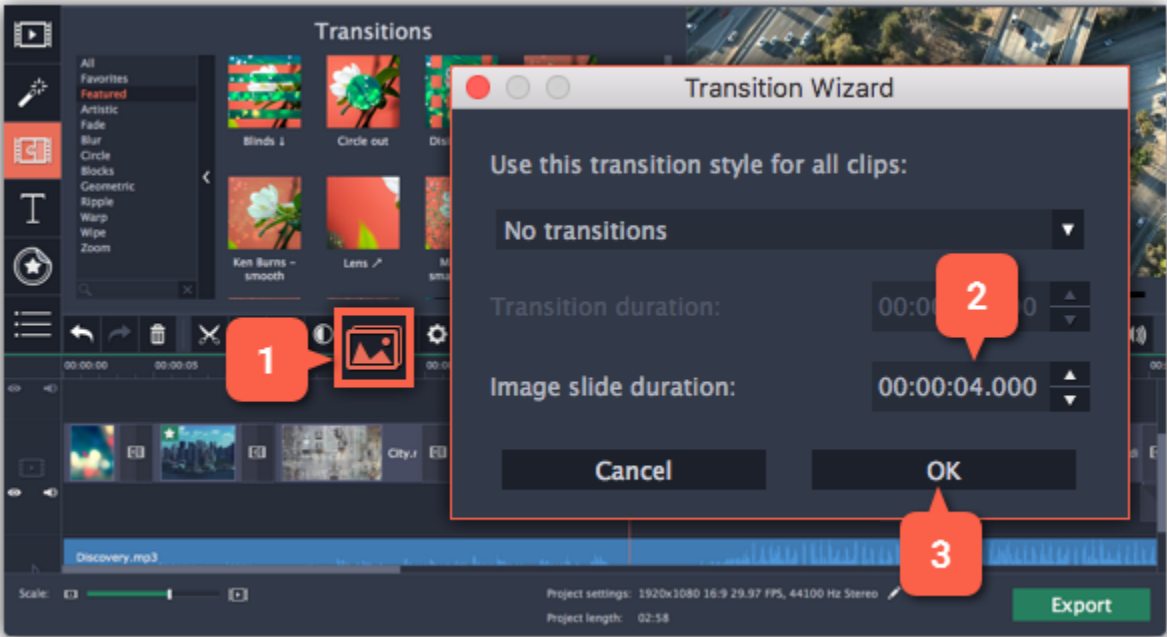 Transitions
All
Favorites
Featured
Artistic
Fade
Blur
Circle
Blocks
Geometric
Ripple
Warp
Wipe
Zoom
Blinds ↓
Circle out
Ken Burns –
smooth
Lens ↗
Transition Wizard
Use this transition style for all clips:
No transitions
Transition duration:
Image slide duration:
00:00:04.000
Cancel
OK
1
2
3
T
00:00:00
00:00:05
City.r
Discovery.mp3
Scale:
Project settings: 1920x1080 16:9 29.97 FPS, 44100 Hz Stereo
Project length: 02:58
Export